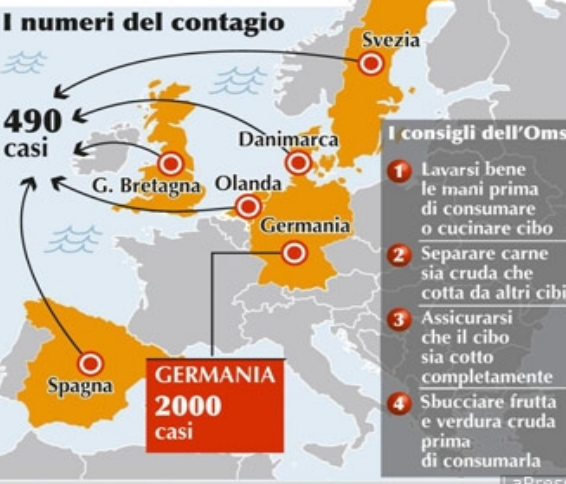 I numeri del contagio
Svezia
490
casi
Danimarca
G. Bretagna
Olanda
Germania
Spagna
GERMANIA
2000
casi
I consigli dell'Oms
1 Lavarsi bene
le mani prima
di consumare
o cucinare cibo
2 Separare carne
sia cruda che
cotta da altri cibi
3 Assicurarsi
che il cibo
sia cotto
completamente
4 Sbucciare frutta
e verdura cruda
prima
di consumarla